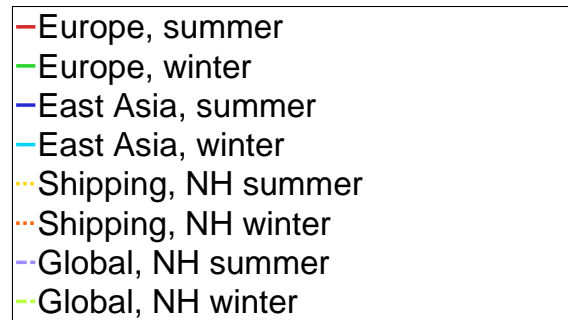 Europe, summer
Europe, winter
East Asia, summer
East Asia, winter
Shipping, NH summer
Shipping, NH winter
Global, NH summer
Global, NH winter